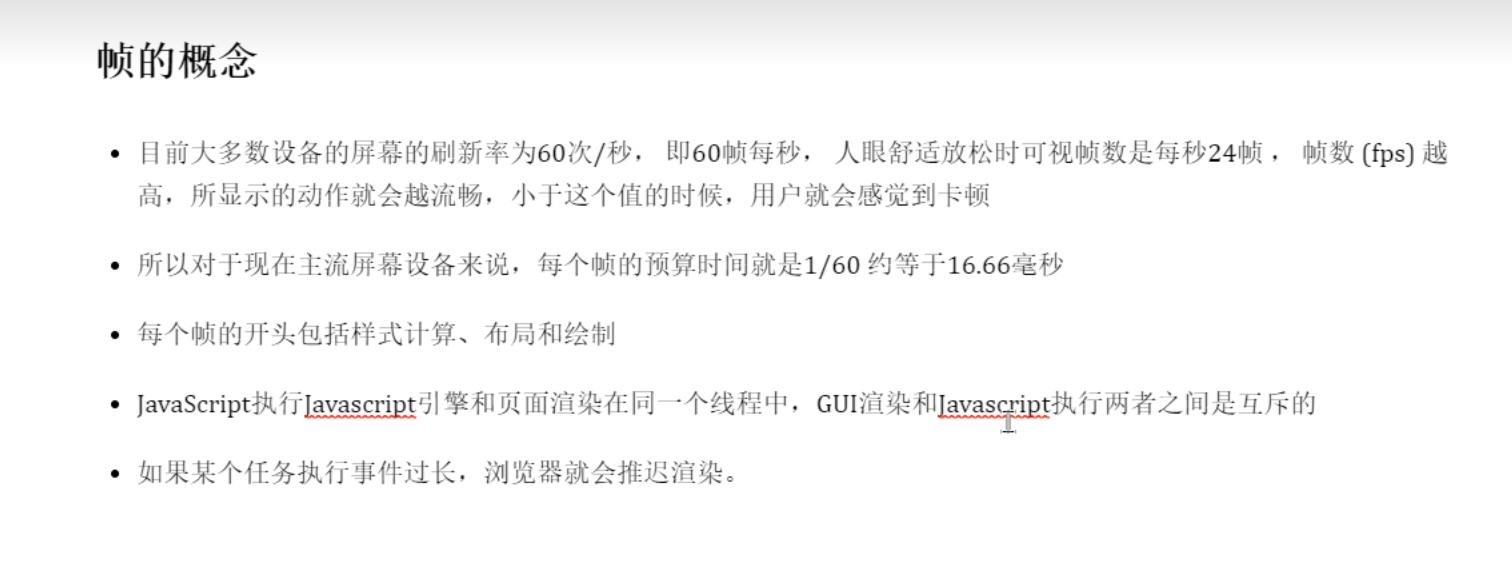 帧的概念
• 目前大多数设备的屏幕的刷新率为60次/秒， 即60帧每秒， 人眼舒适放松时可视帧数是每秒24帧 ， 帧数 (fps) 越
高，所显示的动作就会越流畅，小于这个值的时候，用户就会感觉到卡顿
• 所以对于现在主流屏幕设备来说，每个帧的预算时间就是1/60 约等于16.66毫秒
• 每个帧的开头包括样式计算、布局和绘制
• JavaScript执行Javascript引擎和页面渲染在同一个线程中，GUI渲染和Javascript执行两者之间是互斥的
• 如果某个任务执行事件过长，浏览器就会推迟渲染。